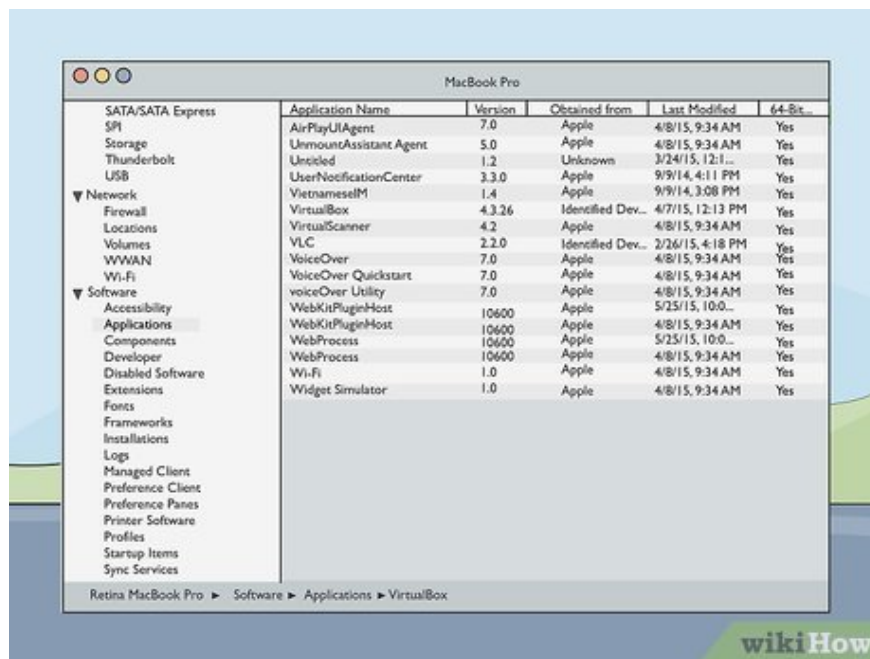 MacBook Pro
SATA/SATA Express
SPI
Storage
Thunderbolt
USB
▼ Network
Firewall
Locations
Volumes
WWAN
Wi-Fi
▼ Software
Accessibility
Applications
Components
Developer
Disabled Software
Extensions
Fonts
Frameworks
Installations
Logs
Managed Client
Preference Client
Preference Panes
Printer Software
Profiles
Startup Items
Sync Services
Application Name Version Obtained from Last Modified 64-Bit...
AirPlayUIAgent 7.0 Apple 4/8/15, 9:34 AM Yes
UnmountAssistant Agent 5.0 Apple 4/8/15, 9:34 AM Yes
Untitled 1.2 Unknown 3/24/15, 12:1... Yes
UserNotificationCenter 3.3.0 Apple 9/9/14, 4:11 PM Yes
VietnameseIM 1.4 Apple 9/9/14, 3:08 PM Yes
VirtualBox 4.3.26 Identified Dev... 4/7/15, 12:13 PM Yes
VirtualScanner 4.2 Apple 4/8/15, 9:34 AM Yes
VLC 2.2.0 Identified Dev... 2/26/15, 4:18 PM Yes
VoiceOver 7.0 Apple 4/8/15, 9:34 AM Yes
VoiceOver Quickstart 7.0 Apple 4/8/15, 9:34 AM Yes
voiceOver Utility 7.0 Apple 4/8/15, 9:34 AM Yes
WebKitPluginHost 10600 Apple 5/25/15, 10:0... Yes
WebKitPluginHost 10600 Apple 4/8/15, 9:34 AM Yes
WebProcess 10600 Apple 5/25/15, 10:0... Yes
WebProcess 10600 Apple 4/8/15, 9:34 AM Yes
Wi-Fi 1.0 Apple 4/8/15, 9:34 AM Yes
Widget Simulator 1.0 Apple 4/8/15, 9:34 AM Yes
Retina MacBook Pro ► Software ► Applications ► VirtualBox
wikiHow